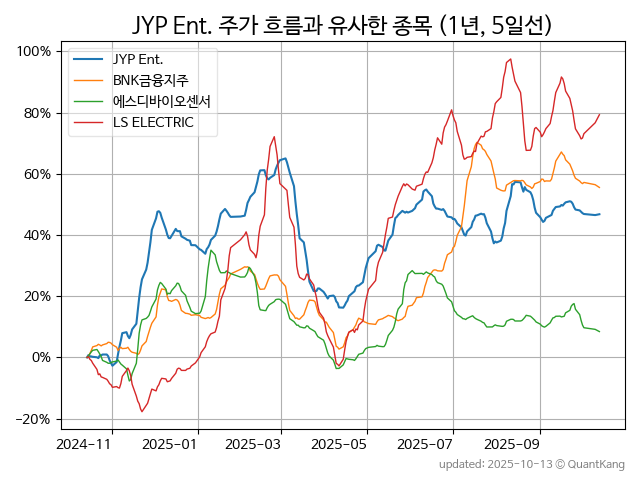 JYP Ent. 주가 흐름과 유사한 종목 (1년, 5일선)
JYP Ent.
BNK금융지주
에스디바이오센서
LS ELECTRIC
100%
80%
60%
40%
20%
0%
−20%
2024-11 2025-01 2025-03 2025-05 2025-07 2025-09
updated: 2025-10-13 © QuantKang